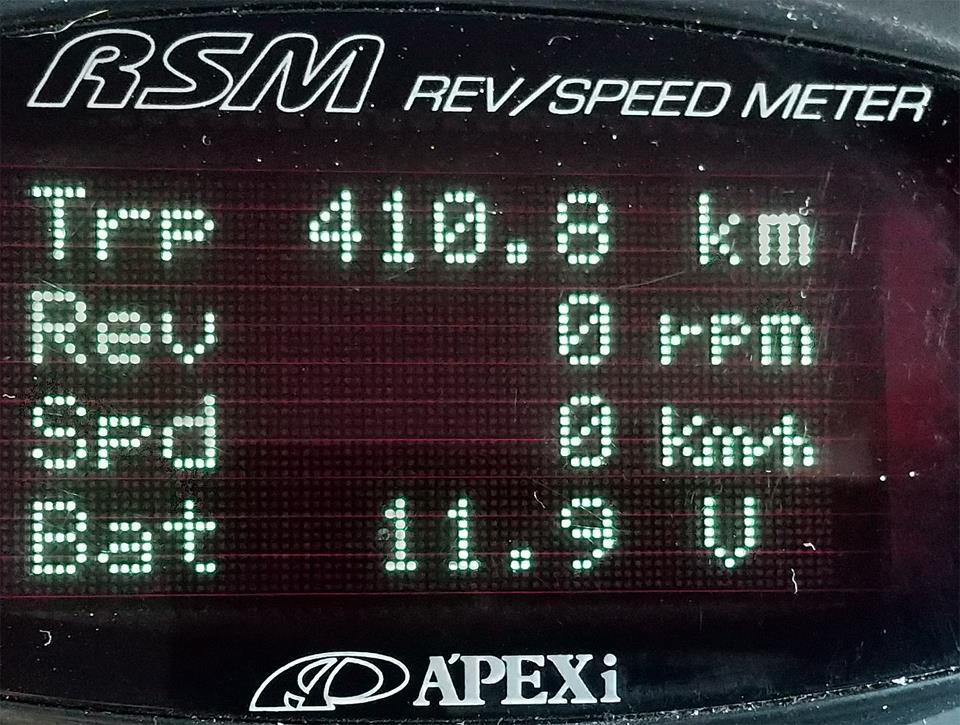 RSM REV/SPEED METER
Trp 410.8 km
Rev 0 rpm
Spd 0 km/h
Bat 11.9 V
A'PEXi